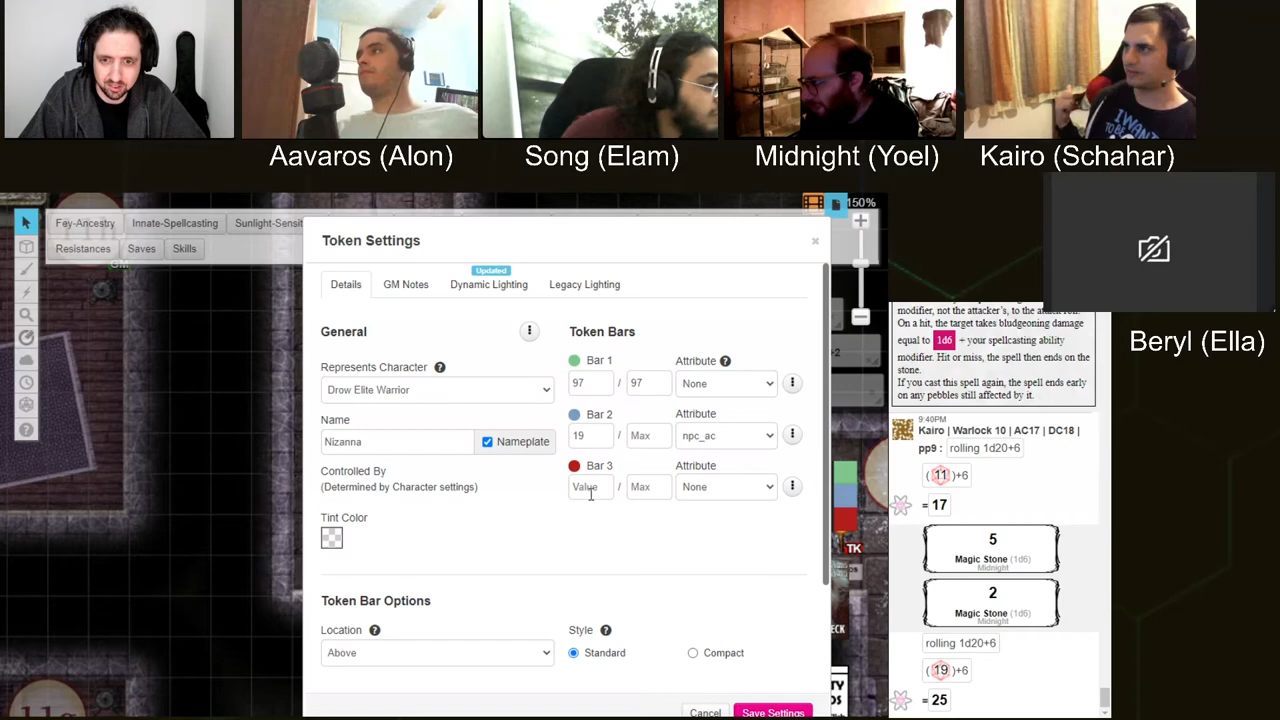 I WANT
TO BE
Aavaros (Alon)
Song (Elam)
Midnight (Yoel)
Kairo (Schahar)
Beryl (Ella)
Fey-Ancestry
Innate-Spellcasting
Sunlight-Sensit
Resistances
Saves
Skills
GM
150%
Token Settings
×
Updated
Details
GM Notes
Dynamic Lighting
Legacy Lighting
General
Represents Character ?
Drow Elite Warrior
Name
Nizanna
Nameplate
Controlled By
(Determined by Character settings)
Tint Color
Token Bars
Bar 1
Attribute ?
97 / 97
None
Bar 2
Attribute
19 / Max
npc_ac
Bar 3
Attribute
Value / Max
None
Token Bar Options
Location ?
Above
Style ?
Standard
Compact
Cancel
Save Settings
-2
TK
modifier, not the attacker's, to the attack roll.
On a hit, the target takes bludgeoning damage
equal to 1d6 + your spellcasting ability
modifier. Hit or miss, the spell then ends on the
stone.
If you cast this spell again, the spell ends early
on any pebbles still affected by it.
9:40PM
Kairo | Warlock 10 | AC17 | DC18 |
pp9 : rolling 1d20+6
(11)+6
= 17
5
Magic Stone (1d6)
Midnight
2
Magic Stone (1d6)
Midnight
rolling 1d20+6
(19)+6
= 25